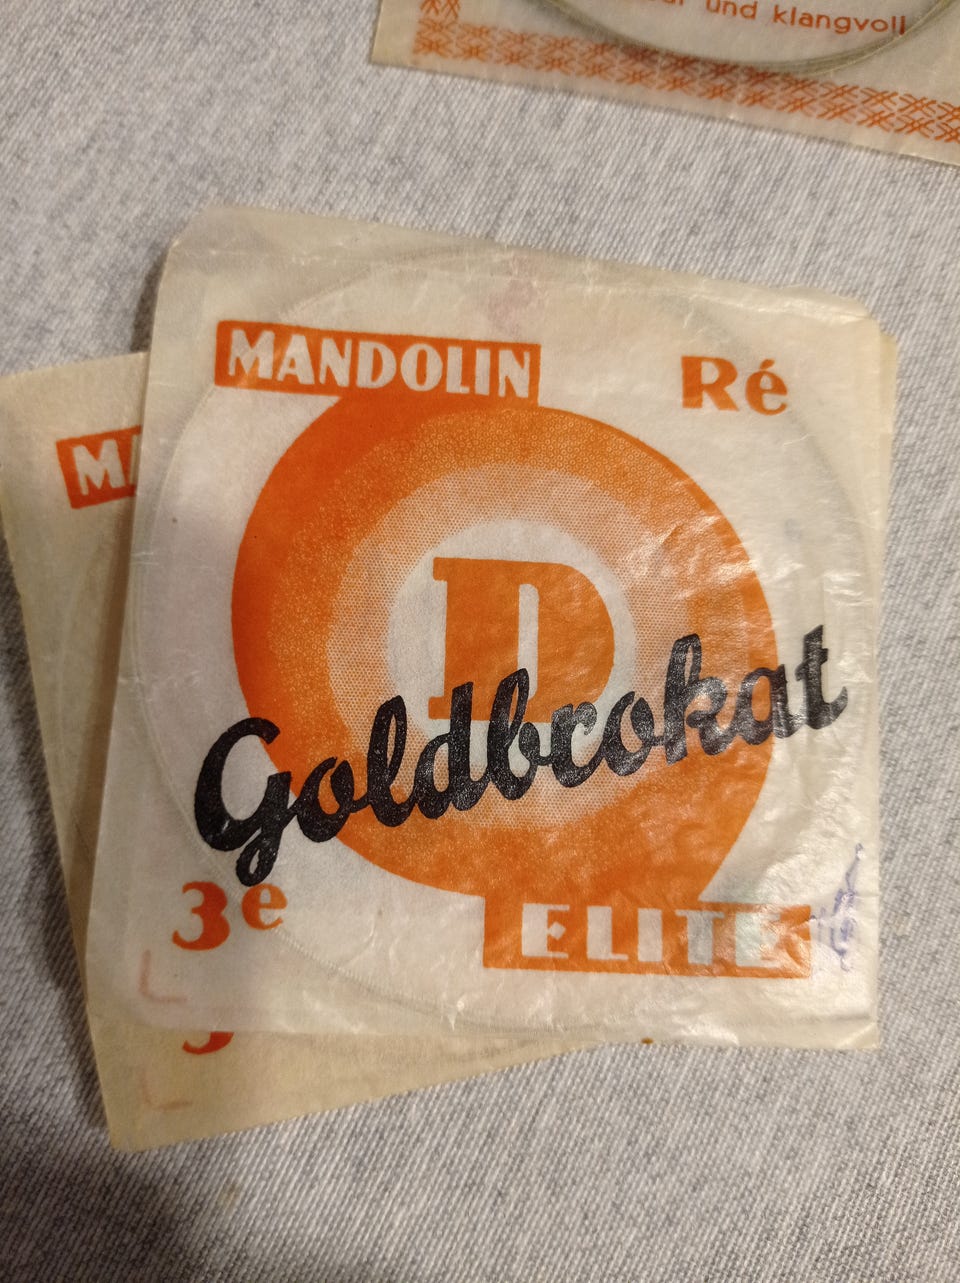 und klangvoll
MANDOLIN
Ré
M
D
Goldbrokat
3e
ELITE